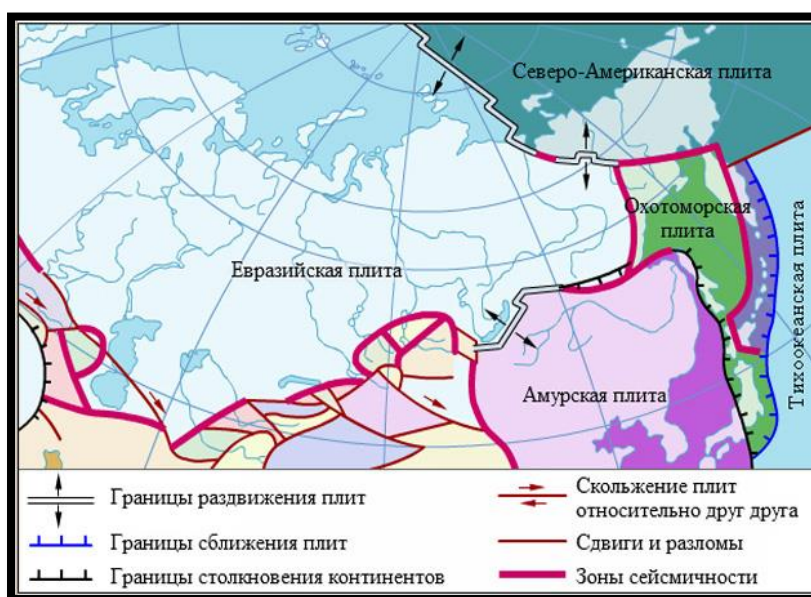 Северо-Американская плита
Охотоморская
плита
Евразийская плита
Амурская плита
Тихоокеанская плита
Границы раздвижения плит
Границы сближения плит
Границы столкновения континентов
Скольжение плит
относительно друг друга
Сдвиги и разломы
Зоны сейсмичности